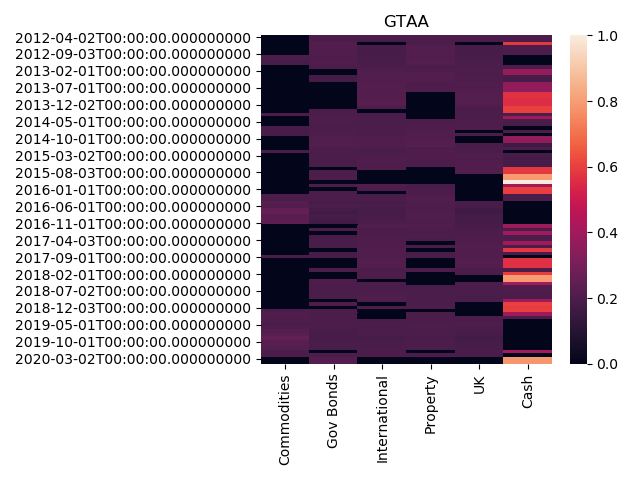 GTAA
2012-04-02T00:00:00.000000000
2012-09-03T00:00:00.000000000
2013-02-01T00:00:00.000000000
2013-07-01T00:00:00.000000000
2013-12-02T00:00:00.000000000
2014-05-01T00:00:00.000000000
2014-10-01T00:00:00.000000000
2015-03-02T00:00:00.000000000
2015-08-03T00:00:00.000000000
2016-01-01T00:00:00.000000000
2016-06-01T00:00:00.000000000
2016-11-01T00:00:00.000000000
2017-04-03T00:00:00.000000000
2017-09-01T00:00:00.000000000
2018-02-01T00:00:00.000000000
2018-07-02T00:00:00.000000000
2018-12-03T00:00:00.000000000
2019-05-01T00:00:00.000000000
2019-10-01T00:00:00.000000000
2020-03-02T00:00:00.000000000
Commodities
Gov Bonds
International
Property
UK
Cash
1.0
0.8
0.6
0.4
0.2
0.0